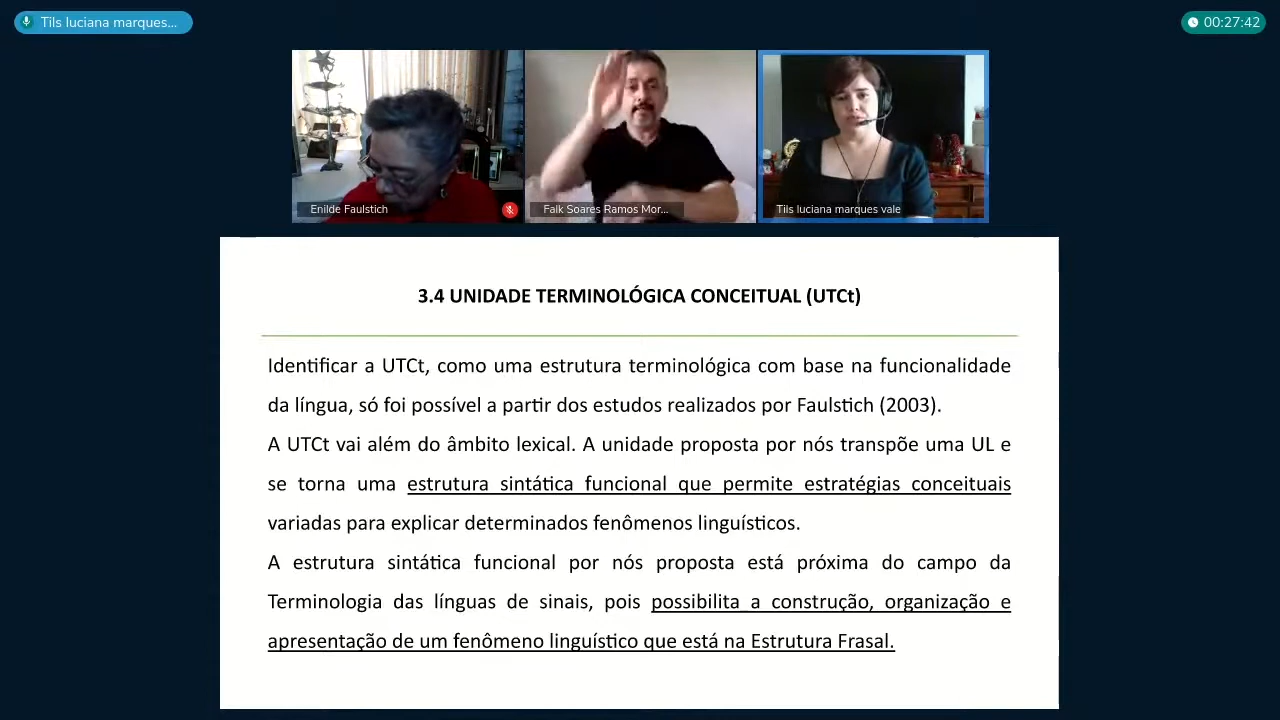 Tils luciana marques...
00:27:42
Enilde Faulstich
Falk Soares Ramos Mor...
Tils luciana marques vale
3.4 UNIDADE TERMINOLÓGICA CONCEITUAL (UTCt)
Identificar a UTCt, como uma estrutura terminológica com base na funcionalidade
da língua, só foi possível a partir dos estudos realizados por Faulstich (2003).
A UTCt vai além do âmbito lexical. A unidade proposta por nós transpõe uma UL e
se torna uma estrutura sintática funcional que permite estratégias conceituais
variadas para explicar determinados fenômenos linguísticos.
A estrutura sintática funcional por nós proposta está próxima do campo da
Terminologia das línguas de sinais, pois possibilita a construção, organização e
apresentação de um fenômeno linguístico que está na Estrutura Frasal.